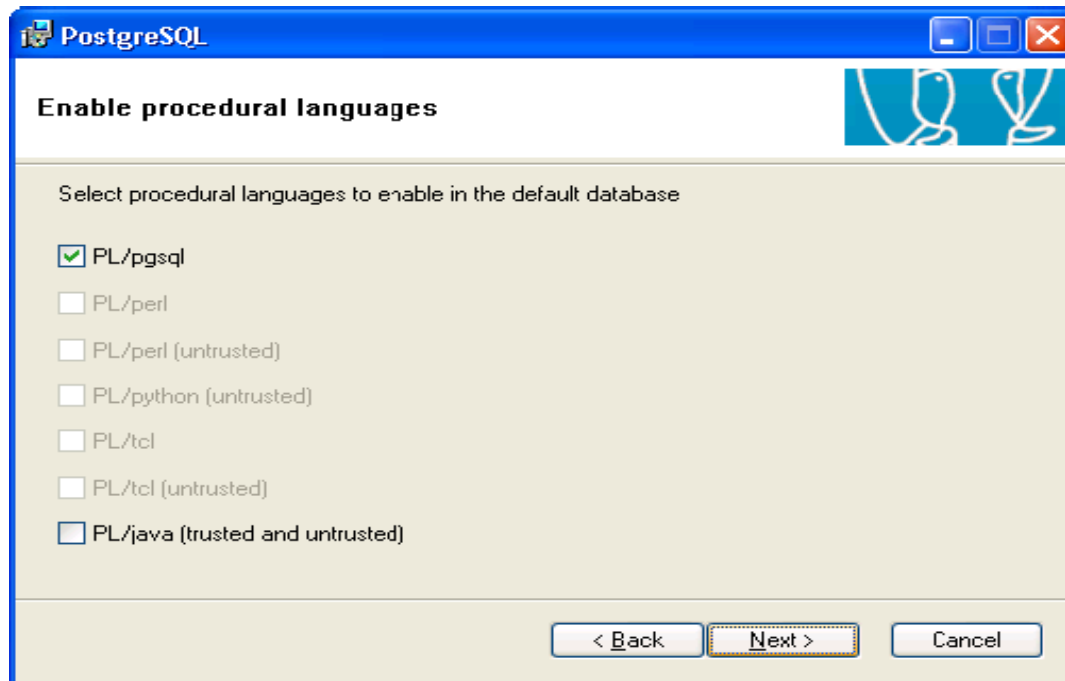 PostgreSQL
Enable procedural languages
Select procedural languages to enable in the default database
PL/pgsql
PL/perl
PL/perl (untrusted)
PL/python (untrusted)
PL/tcl
PL/tcl (untrusted)
PL/java (trusted and untrusted)
< Back Next > Cancel